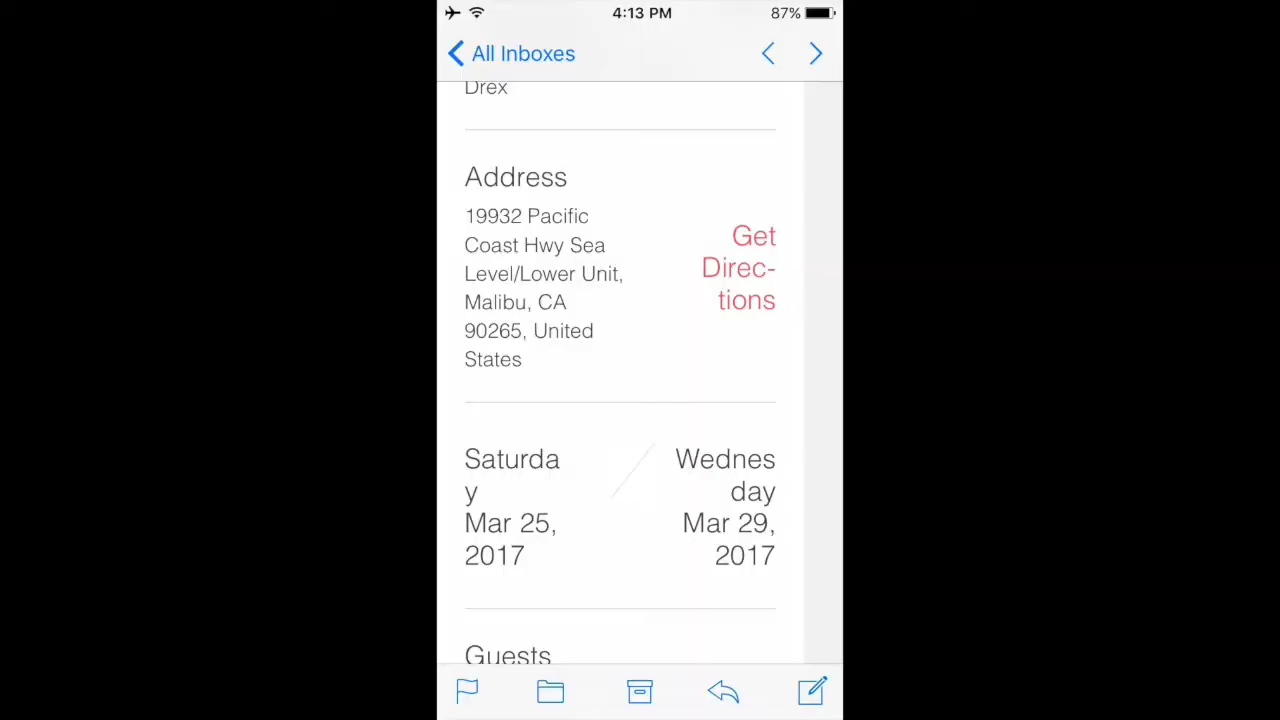 4:13 PM
87%
All Inboxes
Drex
Address
19932 Pacific
Coast Hwy Sea
Level/Lower Unit,
Malibu, CA
90265, United
States
Get
Direc-
tions
Saturda
y
Mar 25,
2017
Wednes
day
Mar 29,
2017
Guests